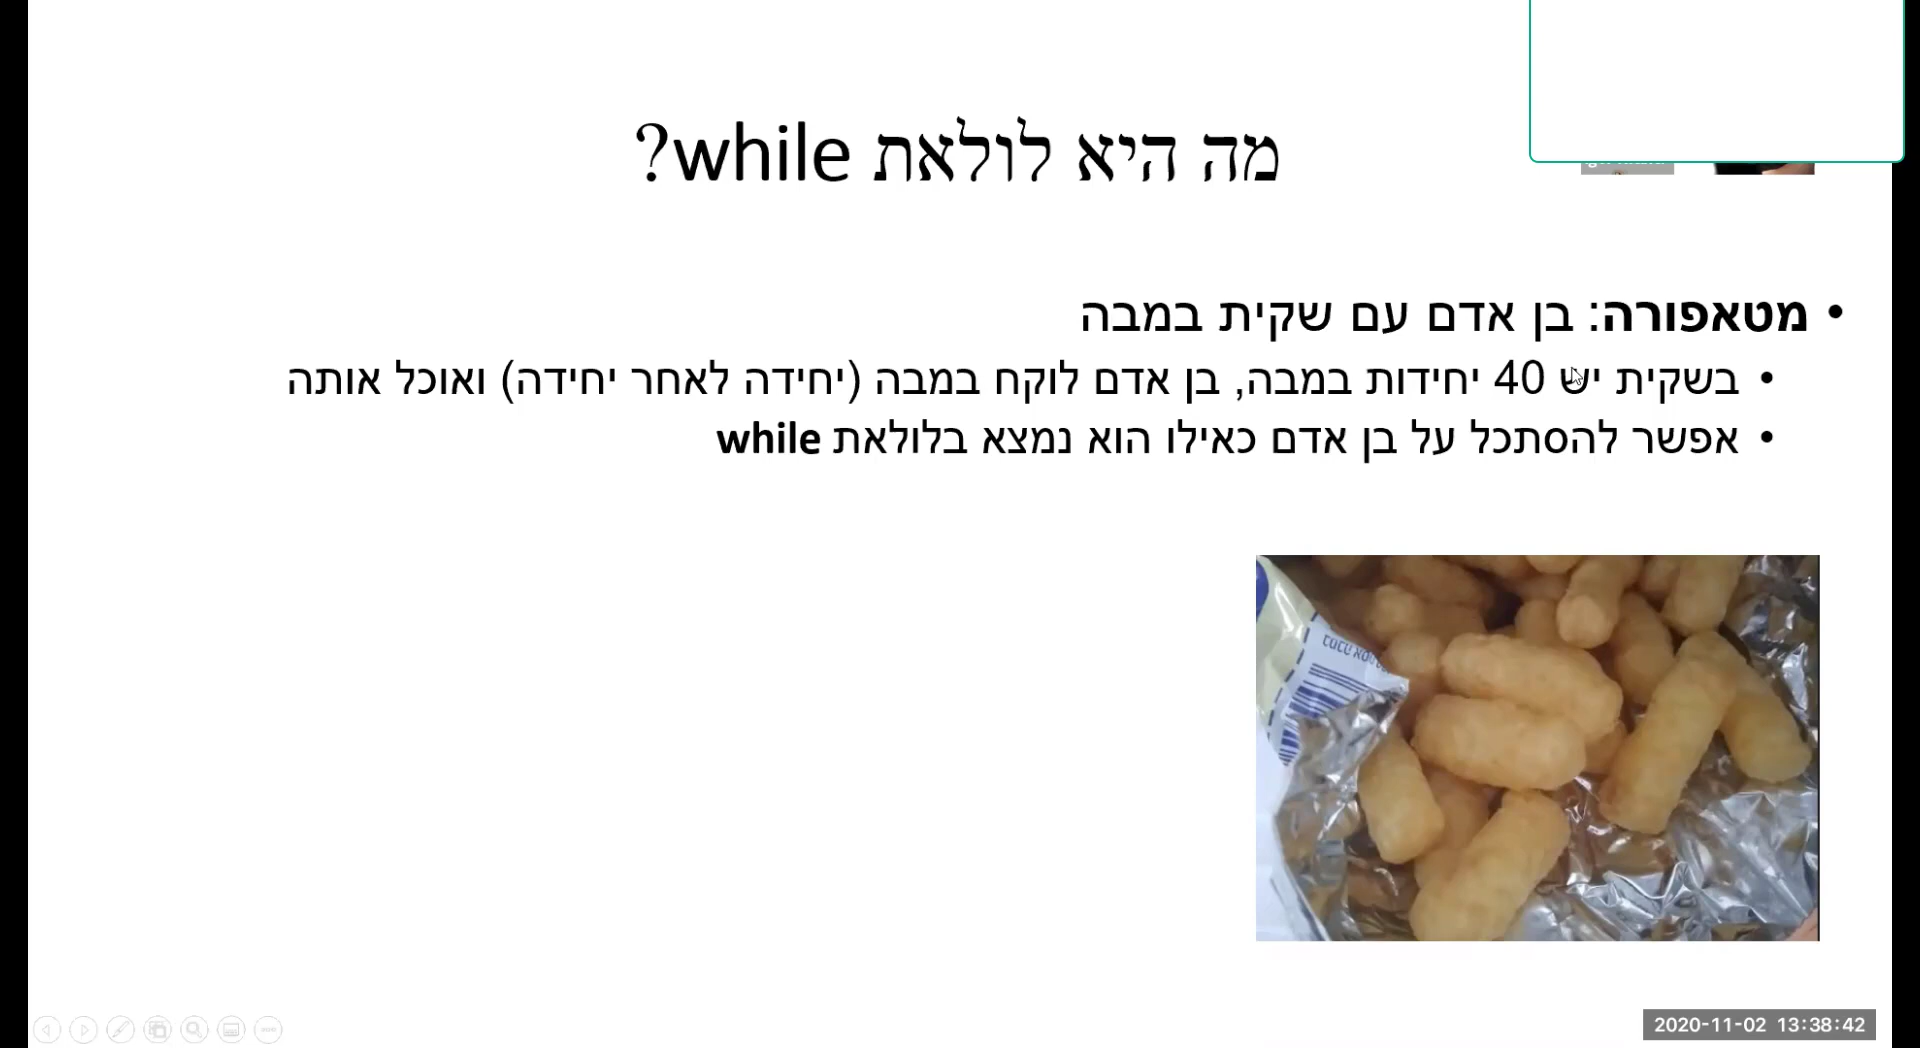 מה היא לולאת while?
• מטאפורה: בן אדם עם שקית במבה
• בשקית יש 40 יחידות במבה, בן אדם לוקח במבה (יחידה לאחר יחידה) ואוכל אותה
• אפשר להסתכל על בן אדם כאילו הוא נמצא בלולאת while
2020-11-02 13:38:42